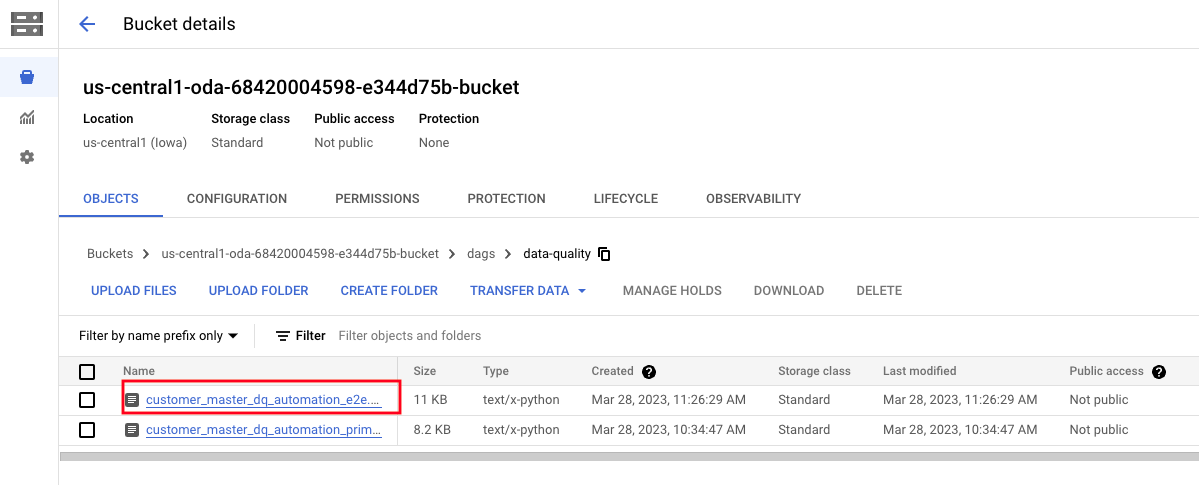 Bucket details
us-central1-oda-68420004598-e344d75b-bucket
Location Storage class Public access Protection
us-central1 (Iowa) Standard Not public None
OBJECTS CONFIGURATION PERMISSIONS PROTECTION LIFECYCLE OBSERVABILITY
Buckets > us-central1-oda-68420004598-e344d75b-bucket > dags > data-quality
UPLOAD FILES UPLOAD FOLDER CREATE FOLDER TRANSFER DATA MANAGE HOLDS DOWNLOAD DELETE
Filter by name prefix only Filter Filter objects and folders
Name Size Type Created ? Storage class Last modified Public access ?
customer_master_dq_automation_e2e.... 11 KB text/x-python Mar 28, 2023, 11:26:29 AM Standard Mar 28, 2023, 11:26:29 AM Not public
customer_master_dq_automation_prim... 8.2 KB text/x-python Mar 28, 2023, 10:34:47 AM Standard Mar 28, 2023, 10:34:47 AM Not public